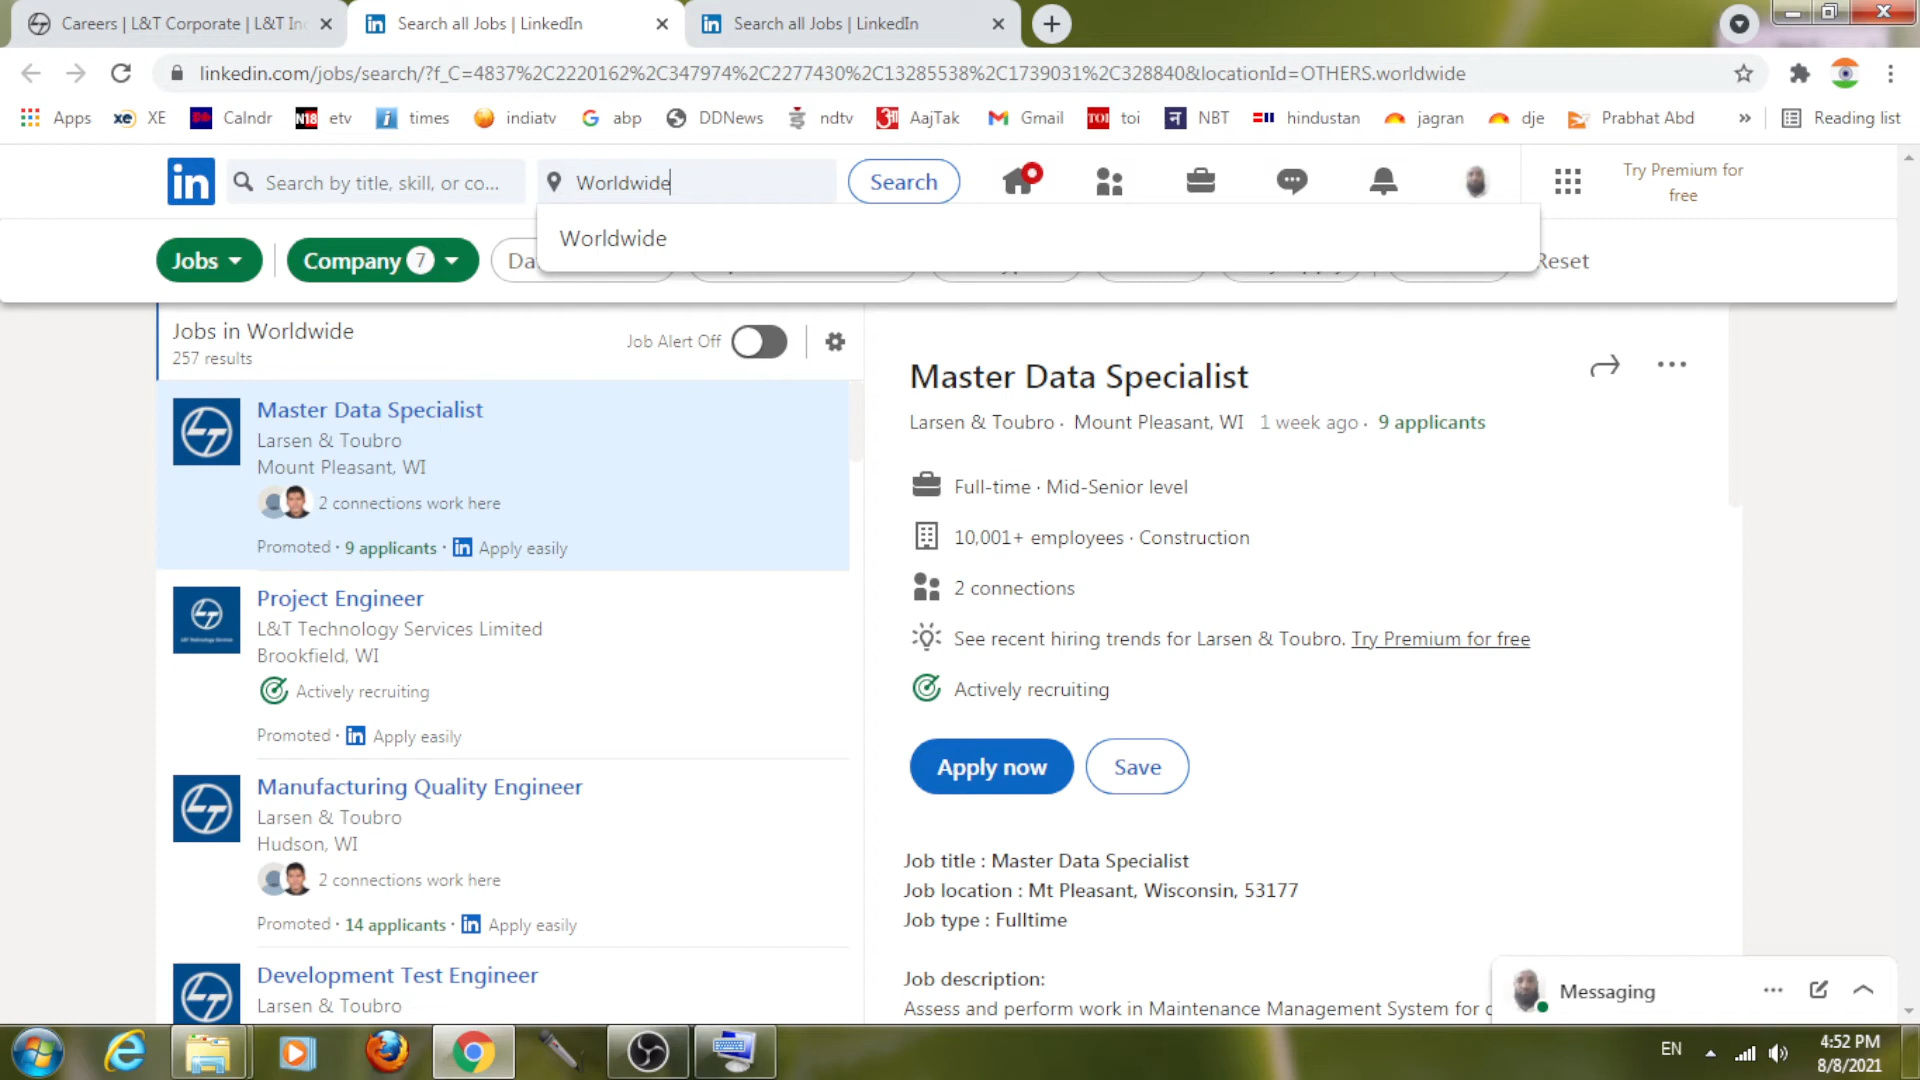 Careers | L&T Corporate | L&T In
Search all Jobs | LinkedIn
Search all Jobs | LinkedIn
linkedin.com/jobs/search/?f_C=4837%2C2220162%2C347974%2C2277430%2C13285538%2C1739031%2C328840&locationId=OTHERS.worldwide
Apps
xe XE
Calndr
N18 etv
i times
indiatv
G abp
DDNews
ndtv
AajTak
Gmail
TOI toi
न NBT
hindustan
jagran
dje
Prabhat Abd
»
Reading list
in
Search by title, skill, or co...
Worldwide
Search
Try Premium for
free
Worldwide
Jobs
Company 7
Da
Reset
Jobs in Worldwide
257 results
Job Alert Off
Master Data Specialist
Larsen & Toubro
Mount Pleasant, WI
2 connections work here
Promoted · 9 applicants · in Apply easily
Project Engineer
L&T Technology Services Limited
Brookfield, WI
Actively recruiting
Promoted · in Apply easily
Manufacturing Quality Engineer
Larsen & Toubro
Hudson, WI
2 connections work here
Promoted · 14 applicants · in Apply easily
Development Test Engineer
Larsen & Toubro
Master Data Specialist
Larsen & Toubro · Mount Pleasant, WI 1 week ago · 9 applicants
Full-time · Mid-Senior level
10,001+ employees · Construction
2 connections
See recent hiring trends for Larsen & Toubro. Try Premium for free
Actively recruiting
Apply now
Save
Job title : Master Data Specialist
Job location : Mt Pleasant, Wisconsin, 53177
Job type : Fulltime
Job description:
Assess and perform work in Maintenance Management System for
Messaging
EN
4:52 PM
8/8/2021